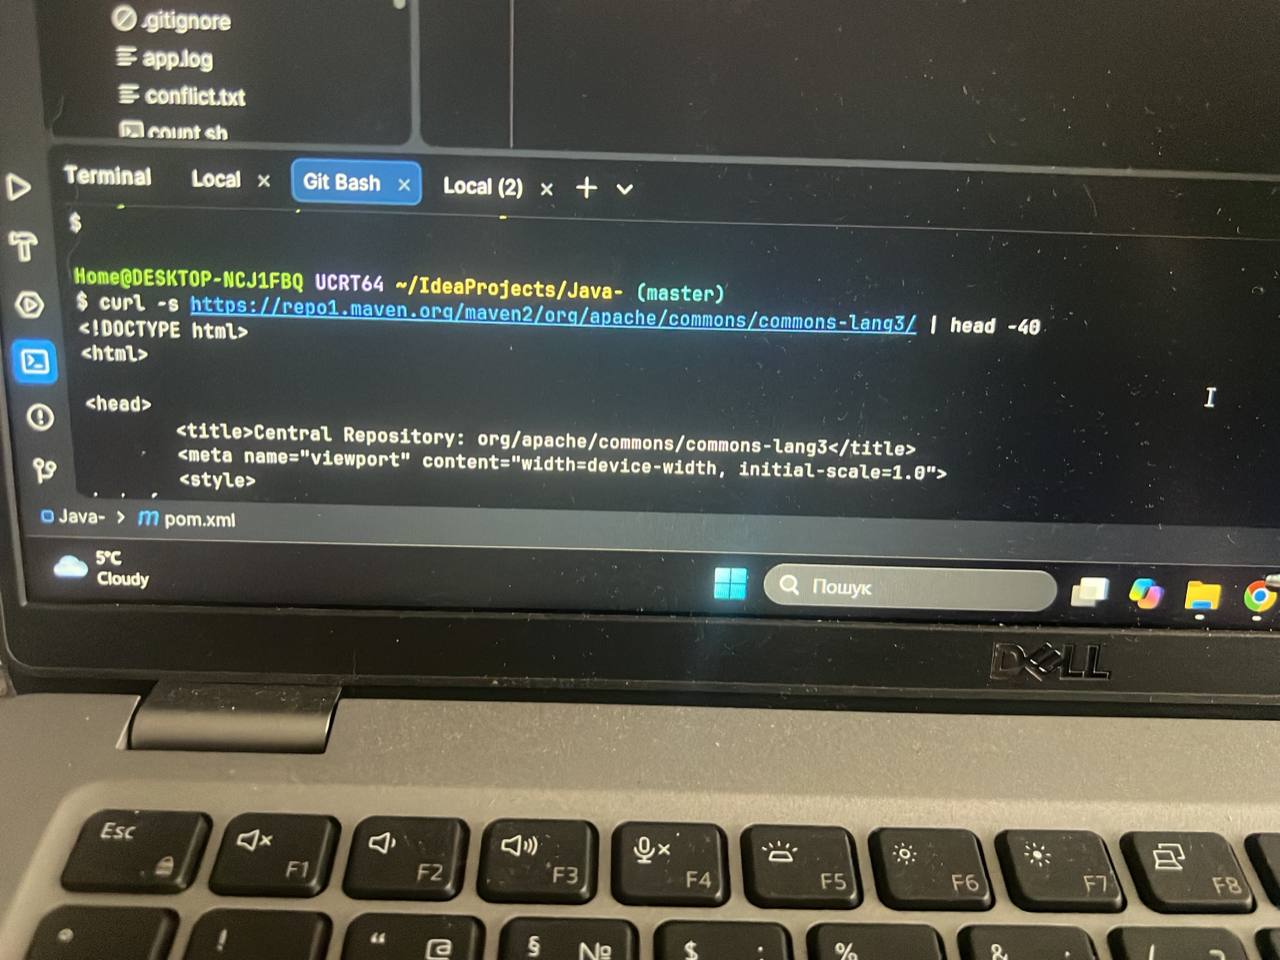 .gitignore
app.log
conflict.txt
count.sh
Terminal
Local ×
Git Bash ×
Local (2) ×
$
Home@DESKTOP-NCJ1FBQ UCRT64 ~/IdeaProjects/Java- (master)
$ curl -s https://repo1.maven.org/maven2/org/apache/commons/commons-lang3/ | head -40
<!DOCTYPE html>
<html>
<head>
<title>Central Repository: org/apache/commons/commons-lang3</title>
<meta name="viewport" content="width=device-width, initial-scale=1.0">
<style>
Java- > m pom.xml
5°C
Cloudy
Пошук
DELL
Esc
F1
F2
F3
F4
F5
F6
F7
F8
! “ § № $ ; % &